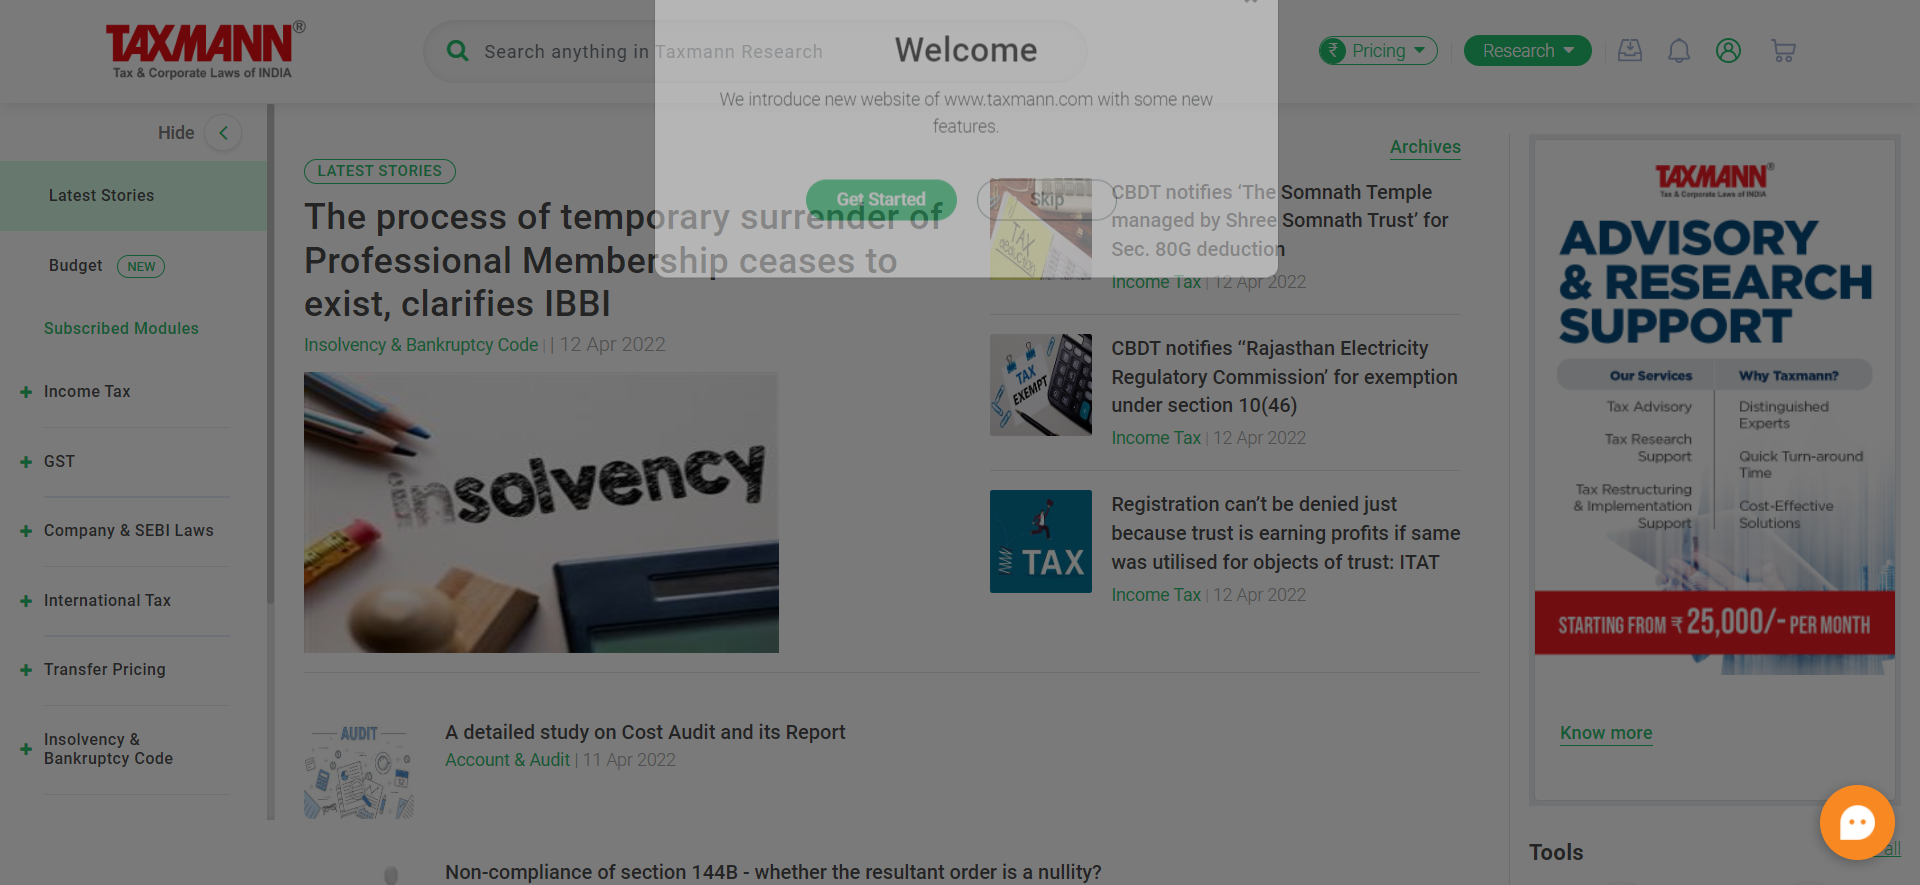 TAXMANN®
Tax & Corporate Laws of INDIA
Search anything in Taxmann Research
₹ Pricing
Research
Welcome
We introduce new website of www.taxmann.com with some new
features.
Get Started
Skip
Hide
Latest Stories
Budget NEW
Subscribed Modules
Income Tax
GST
Company & SEBI Laws
International Tax
Transfer Pricing
Insolvency &
Bankruptcy Code
LATEST STORIES
The process of temporary surrender of
Professional Membership ceases to
exist, clarifies IBBI
Insolvency & Bankruptcy Code | | 12 Apr 2022
insolvency
Archives
TAX
deduction
CBDT notifies ‘The Somnath Temple
managed by Shree Somnath Trust’ for
Sec. 80G deduction
Income Tax | 12 Apr 2022
TAX
EXEMPT
CBDT notifies “Rajasthan Electricity
Regulatory Commission’ for exemption
under section 10(46)
Income Tax | 12 Apr 2022
TAX
Registration can’t be denied just
because trust is earning profits if same
was utilised for objects of trust: ITAT
Income Tax | 12 Apr 2022
AUDIT
A detailed study on Cost Audit and its Report
Account & Audit | 11 Apr 2022
Non-compliance of section 144B - whether the resultant order is a nullity?
TAXMANN®
Tax & Corporate Laws of INDIA
ADVISORY
& RESEARCH
SUPPORT
Our Services Why Taxmann?
Tax Advisory
Tax Research
Support
Tax Restructuring
& Implementation
Support
Distinguished
Experts
Quick Turn-around
Time
Cost-Effective
Solutions
STARTING FROM ₹ 25,000/- PER MONTH
Know more
Tools
all